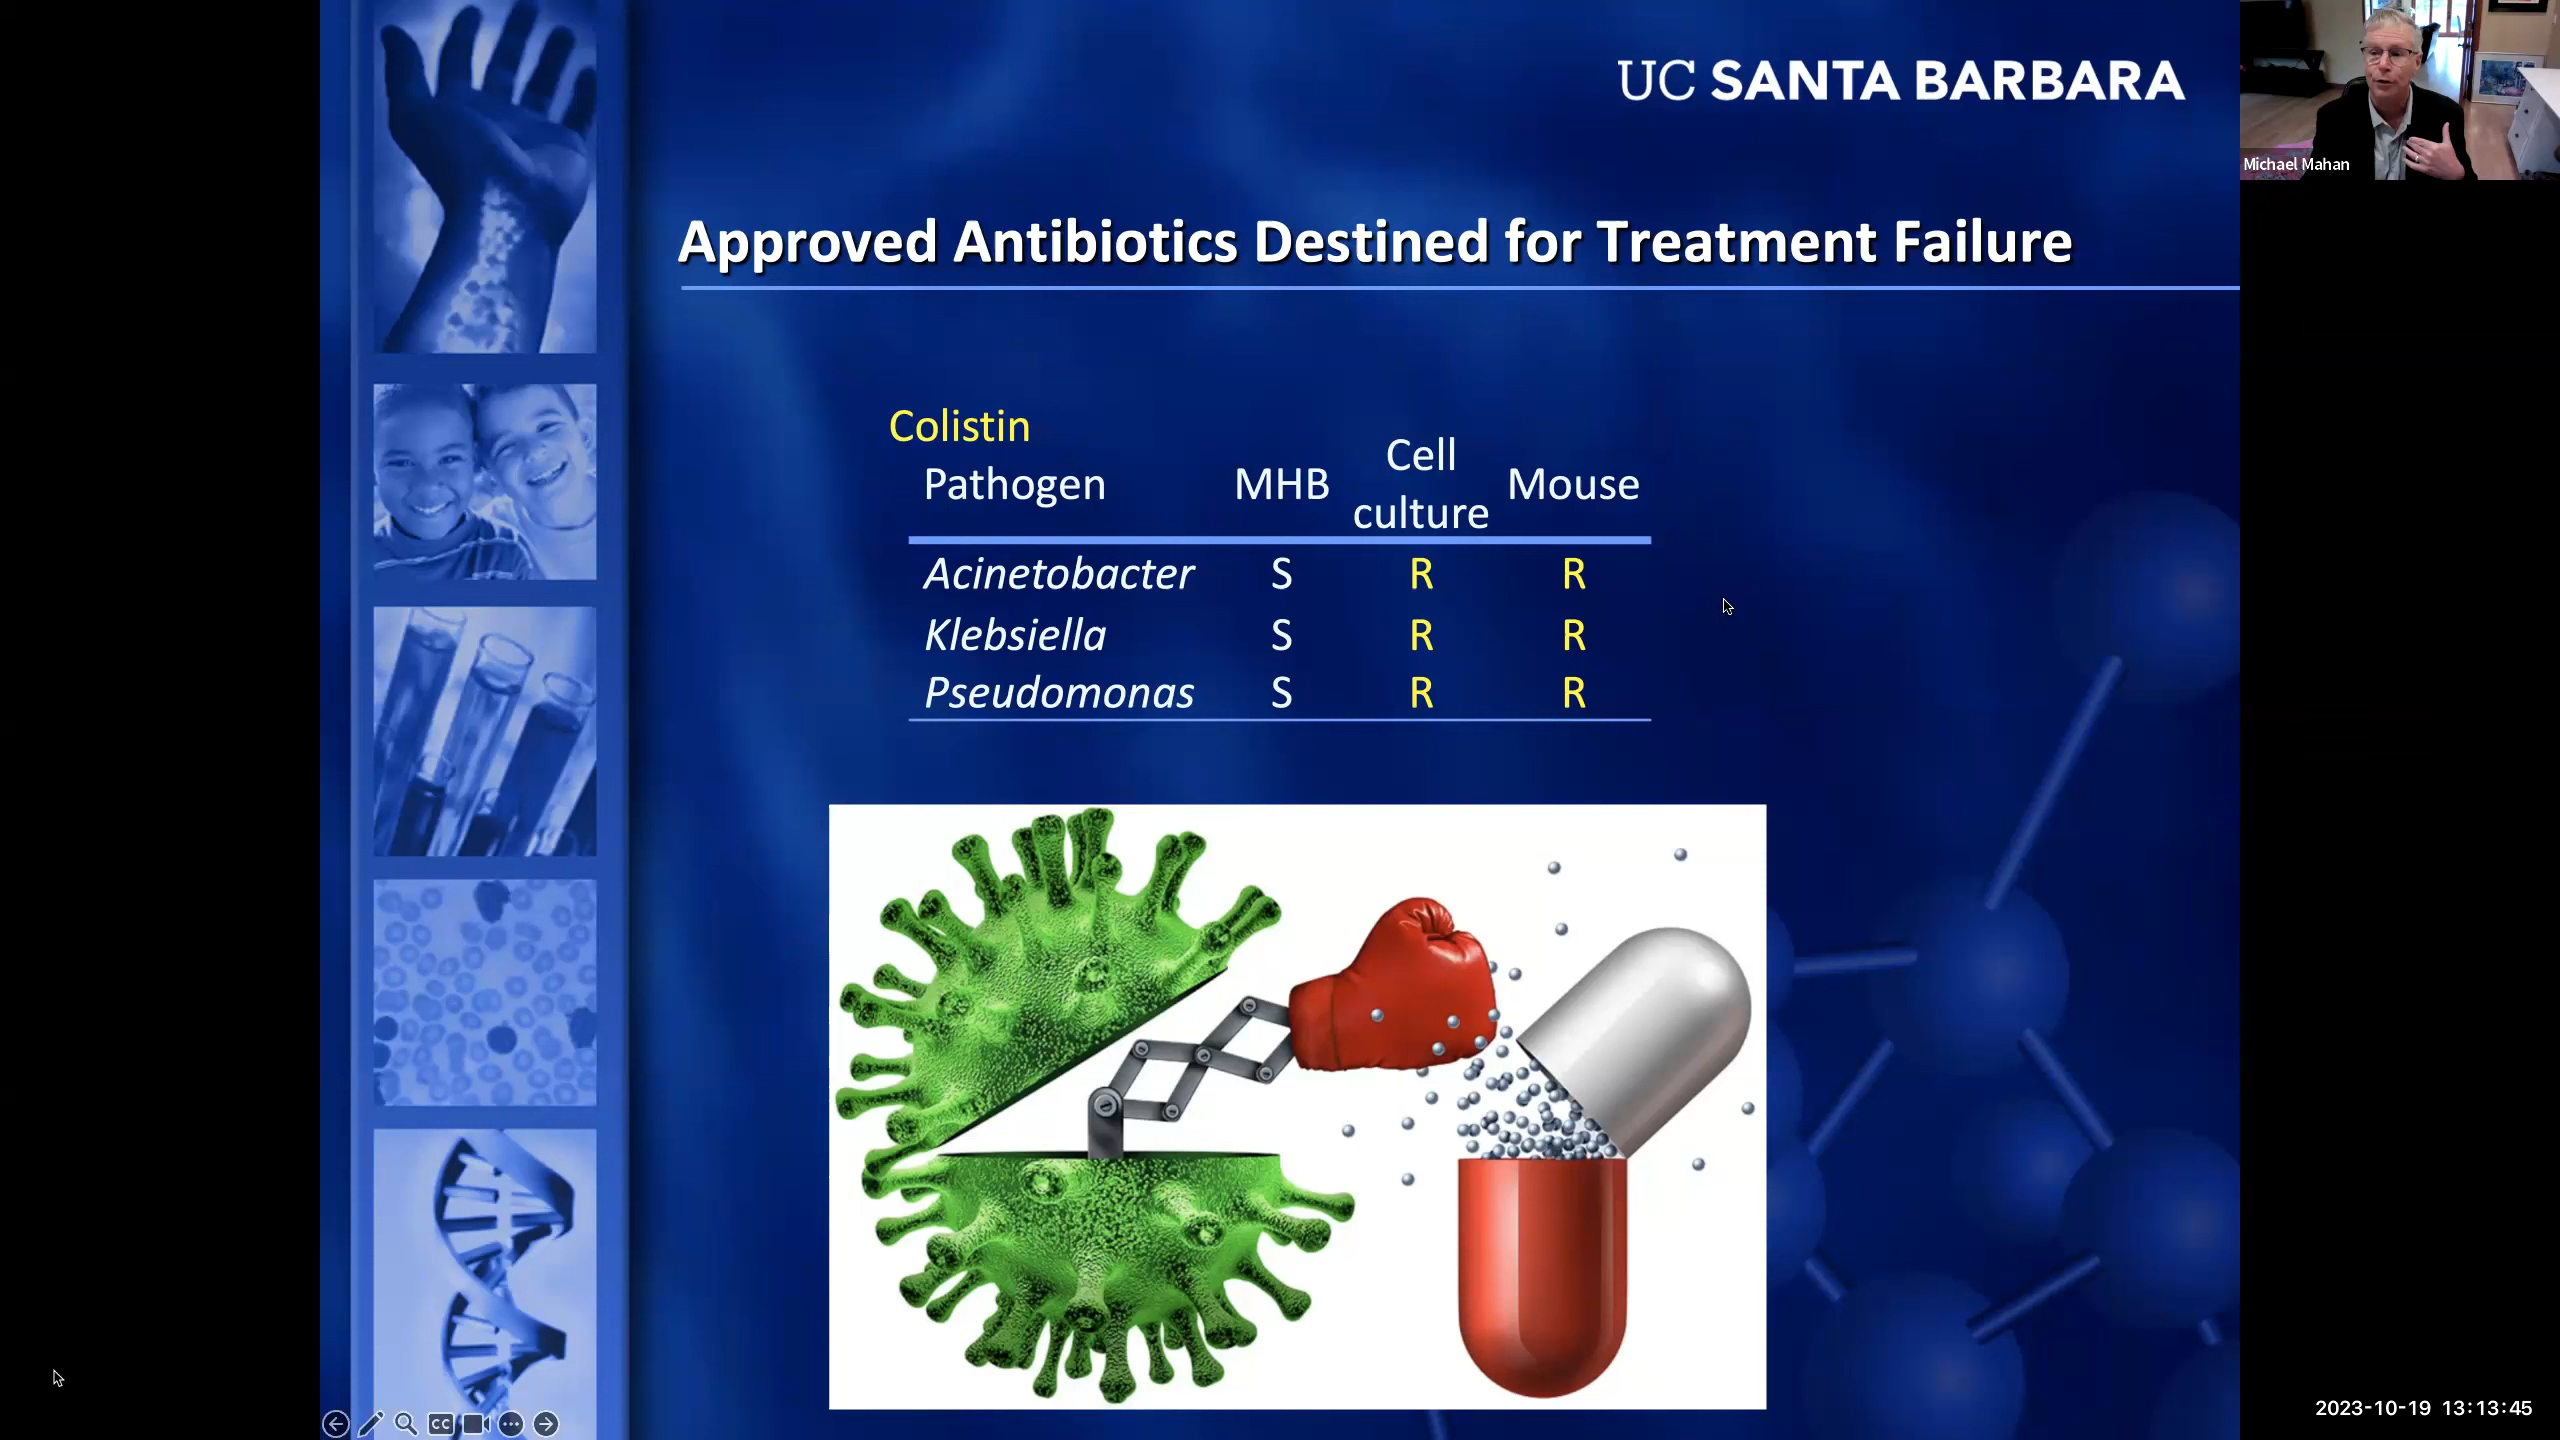 UC SANTA BARBARA
Michael Mahan
Approved Antibiotics Destined for Treatment Failure
Colistin
Pathogen MHB Cell culture Mouse
Acinetobacter S R R
Klebsiella S R R
Pseudomonas S R R
CC
2023-10-19 13:13:45